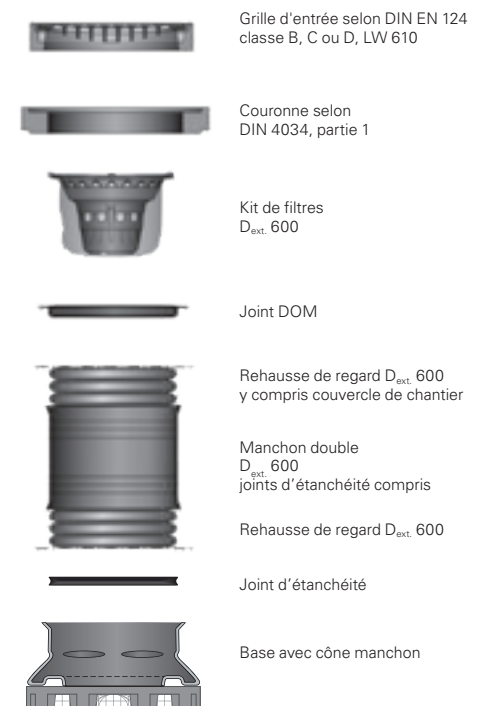 Grille d'entrée selon DIN EN 124
classe B, C ou D, LW 610
Couronne selon
DIN 4034, partie 1
Kit de filtres
Dext. 600
Joint DOM
Rehausse de regard Dext. 600
y compris couvercle de chantier
Manchon double
Dext. 600
joints d’étanchéité compris
Rehausse de regard Dext. 600
Joint d’étanchéité
Base avec cône manchon